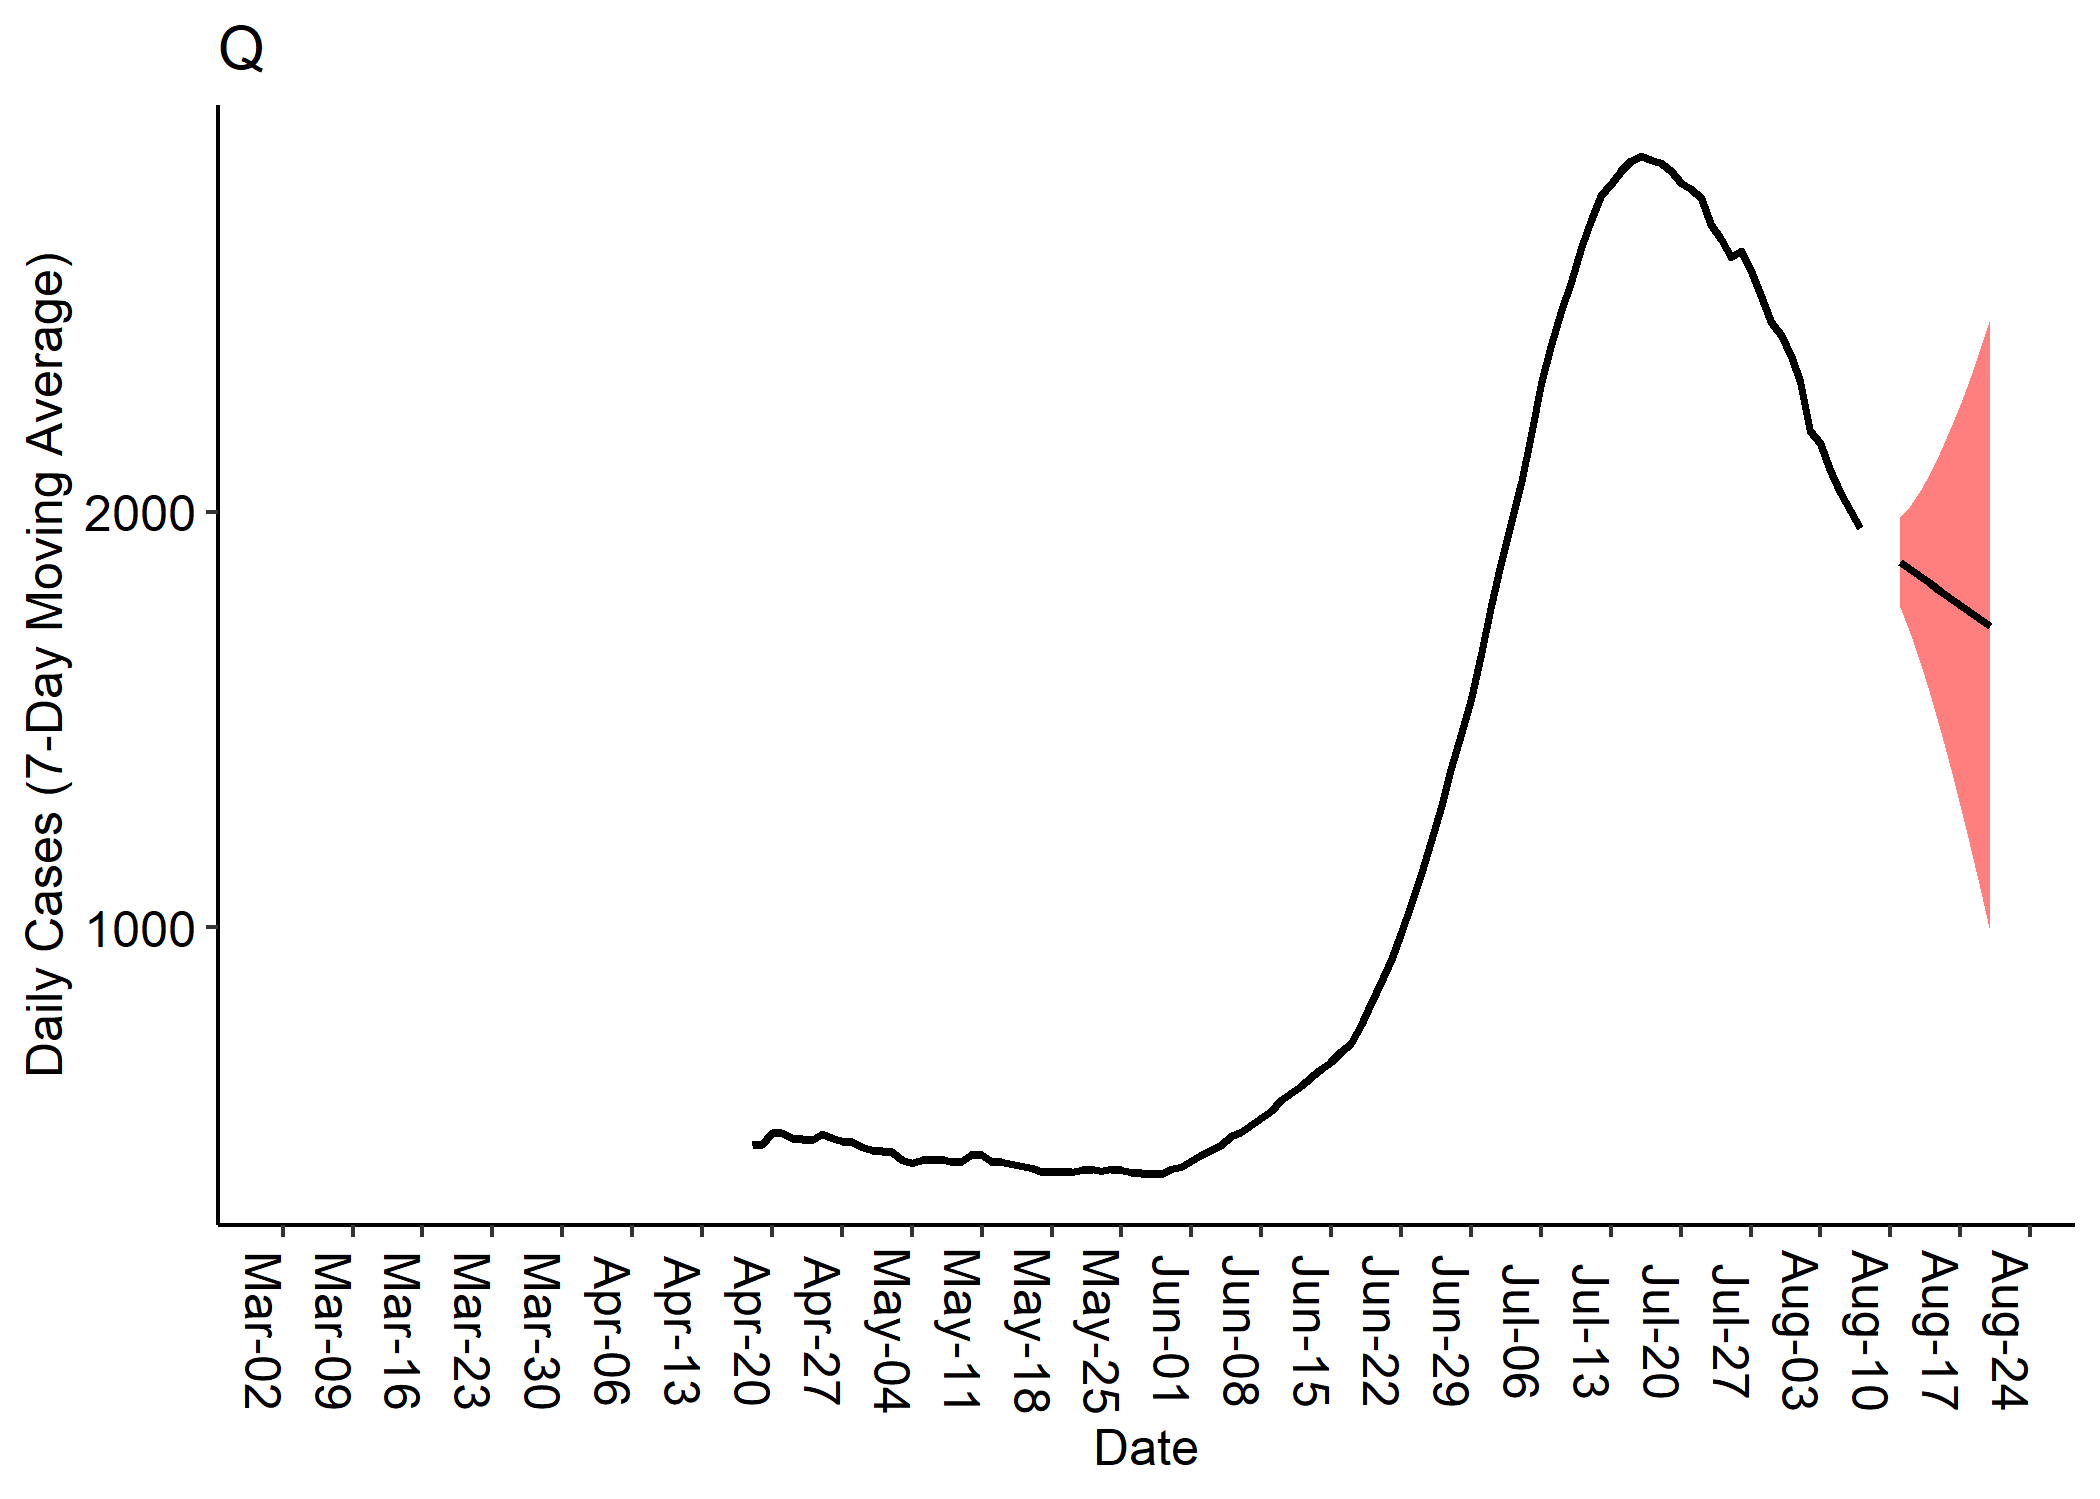 Q
Daily Cases (7-Day Moving Average)
2000
1000
Mar-02
Mar-09
Mar-16
Mar-23
Mar-30
Apr-06
Apr-13
Apr-20
Apr-27
May-04
May-11
May-18
May-25
Jun-01
Jun-08
Jun-15
Jun-22
Jun-29
Jul-06
Jul-13
Jul-20
Jul-27
Aug-03
Aug-10
Aug-17
Aug-24
Date